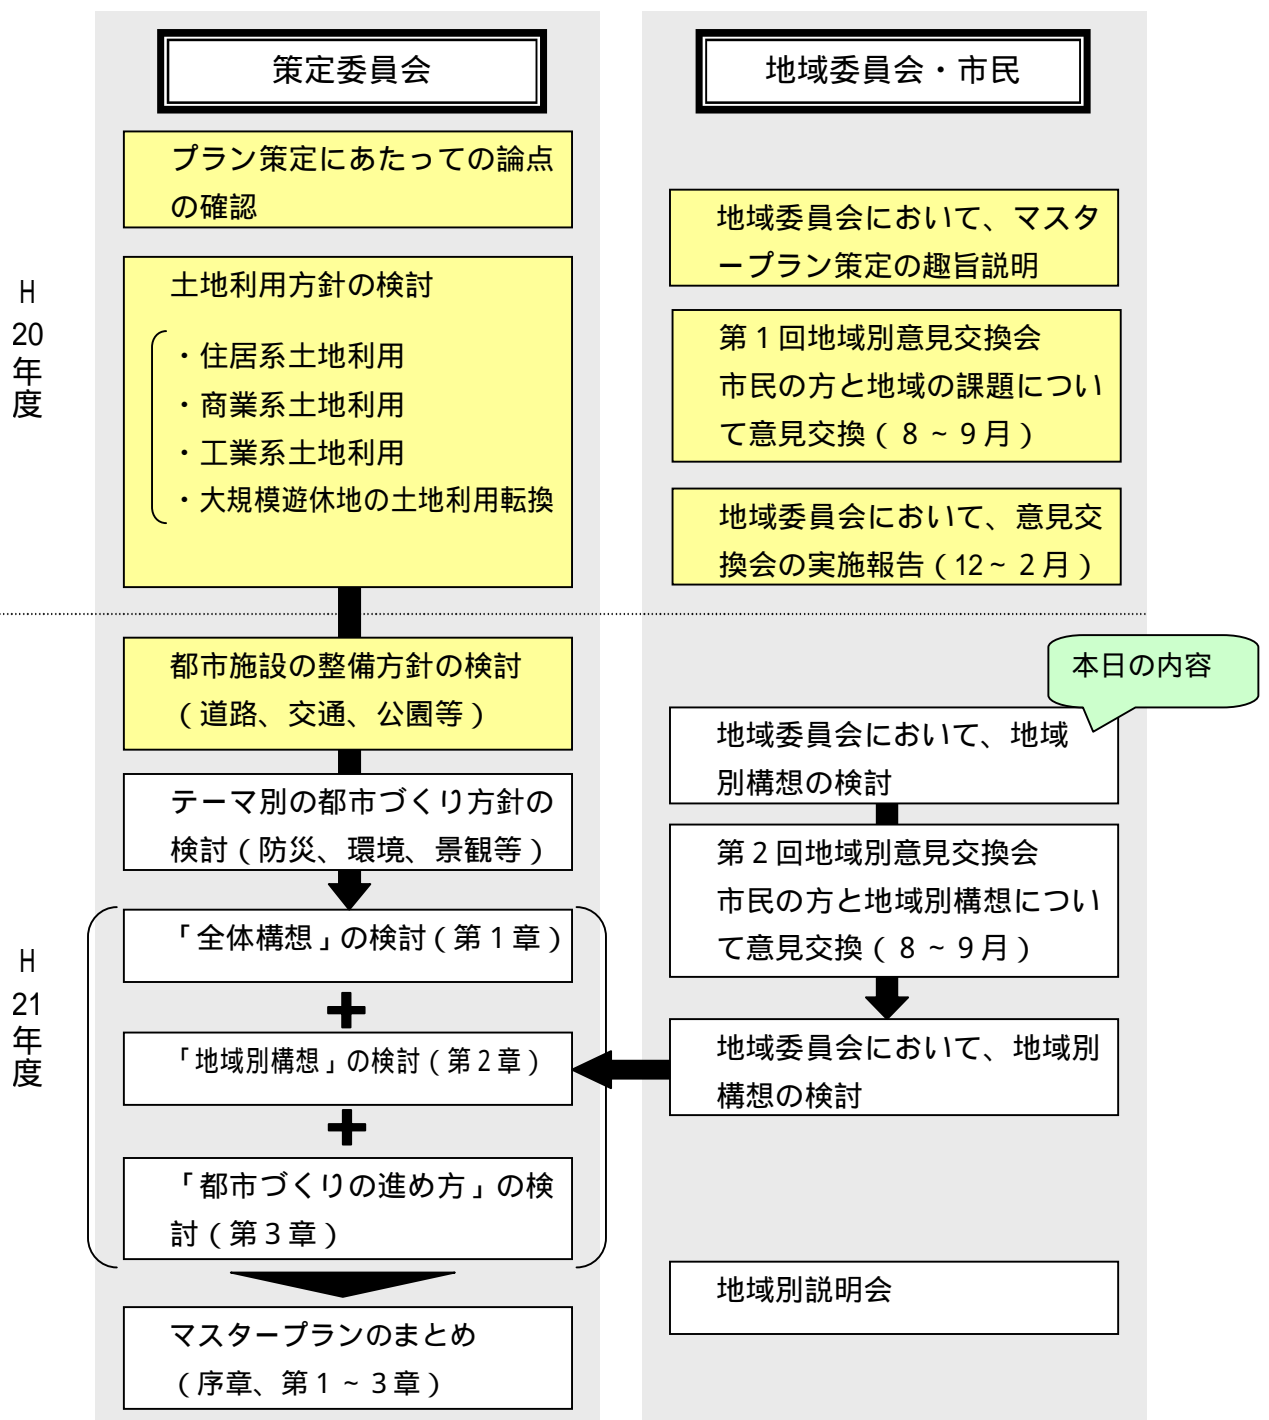 策定委員会
プラン策定にあたっての論点
の確認
土地利用方針の検討
・住居系土地利用
・商業系土地利用
・工業系土地利用
・大規模遊休地の土地利用転換
地域委員会・市民
地域委員会において、マスタ
ープラン策定の趣旨説明
第1回地域別意見交換会
市民の方と地域の課題につい
て意見交換(8~9月)
地域委員会において、意見交
換会の実施報告(12~2月)
H
20
年
度
都市施設の整備方針の検討
(道路、交通、公園等)
テーマ別の都市づくり方針の
検討(防災、環境、景観等)
「全体構想」の検討(第1章)
+
「地域別構想」の検討(第2章)
+
「都市づくりの進め方」の検
討(第3章)
マスタープランのまとめ
(序章、第1~3章)
本日の内容
地域委員会において、地域
別構想の検討
第2回地域別意見交換会
市民の方と地域別構想につい
て意見交換(8~9月)
地域委員会において、地域別
構想の検討
地域別説明会
H
21
年
度